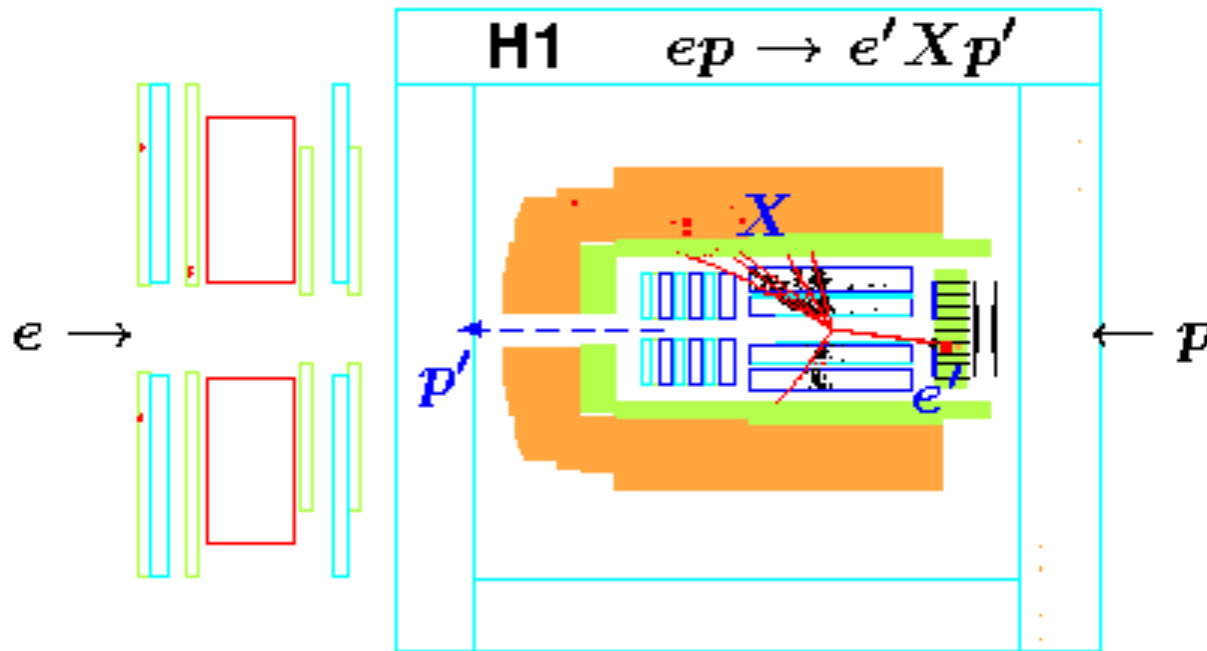 H1 ep → e′Xp′
X
e → ← p
p′ e′